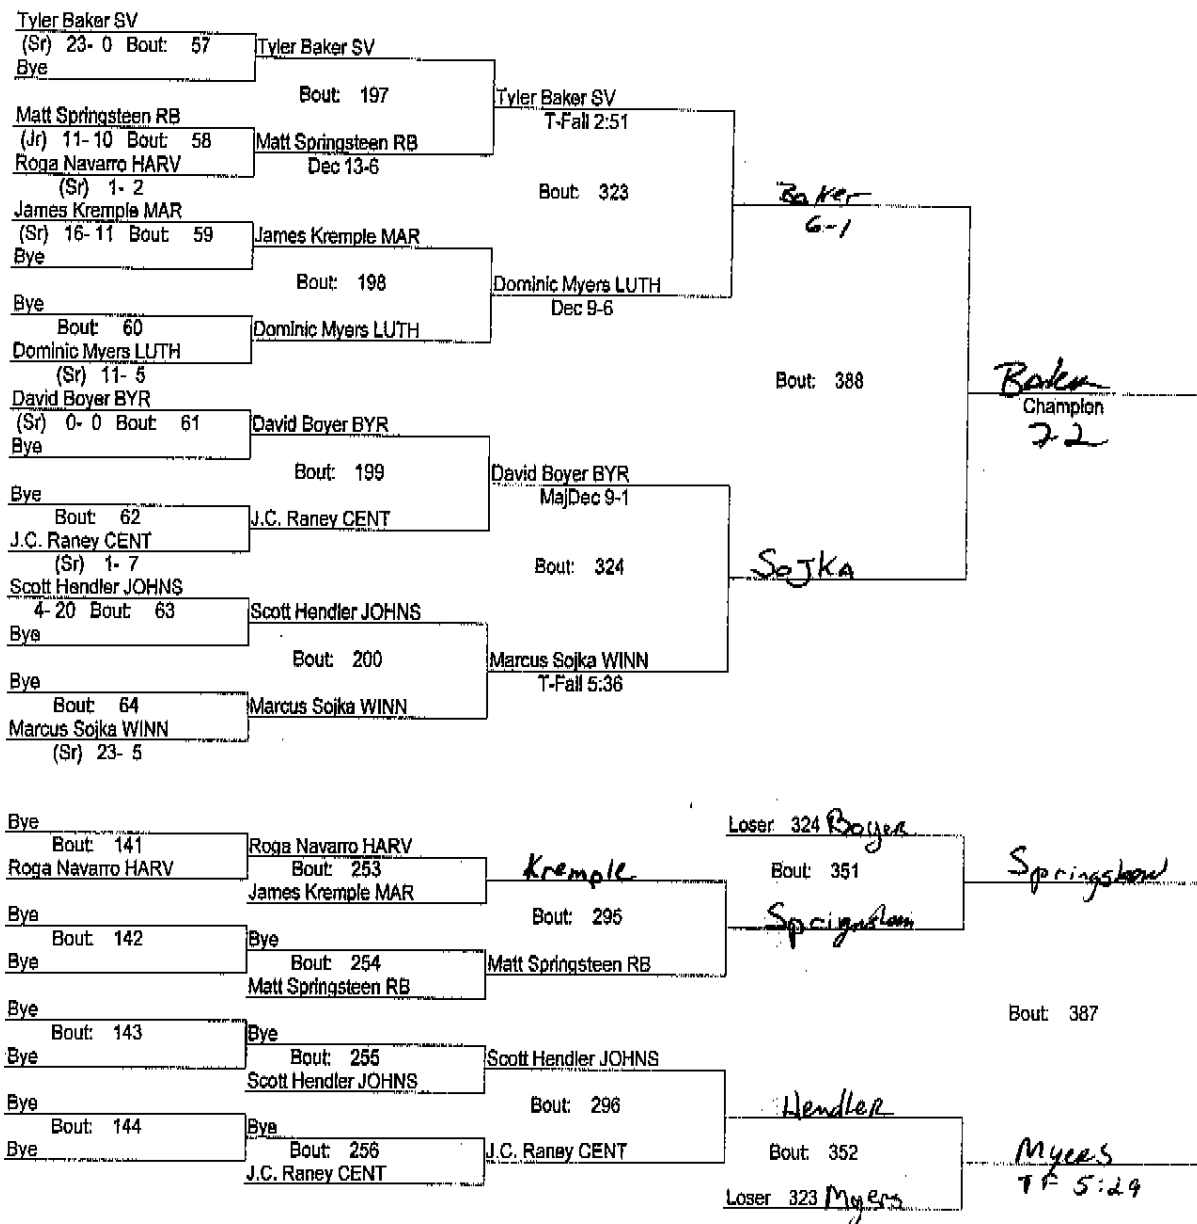 Tyler Baker SV
(Sr) 23- 0 Bout: 57
Bye
Tyler Baker SV
Bout: 197
Matt Springsteen RB
(Jr) 11- 10 Bout: 58
Roga Navarro HARV
(Sr) 1- 2
Matt Springsteen RB
Dec 13-6
Tyler Baker SV
T-Fall 2:51
Bout: 323
James Kremple MAR
(Sr) 16- 11 Bout: 59
Bye
James Kremple MAR
Bout: 198
Bye
Bout: 60
Dominic Myers LUTH
(Sr) 11- 5
Dominic Myers LUTH
Dominic Myers LUTH
Dec 9-6
Baker
6-1
Bout: 388
David Boyer BYR
(Sr) 0- 0 Bout: 61
Bye
David Boyer BYR
Bout: 199
Bye
Bout: 62
J.C. Raney CENT
(Sr) 1- 7
J.C. Raney CENT
David Boyer BYR
MajDec 9-1
Bout: 324
Scott Hendler JOHNS
4- 20 Bout: 63
Bye
Scott Hendler JOHNS
Bout: 200
Bye
Bout: 64
Marcus Sojka WINN
(Sr) 23- 5
Marcus Sojka WINN
Marcus Sojka WINN
T-Fall 5:36
SOJKA
Baker
Champion
7-2
Bye
Bout: 141
Roga Navarro HARV
Roga Navarro HARV
Bout: 253
James Kremple MAR
Kremple
Bout: 295
Bye
Bout: 142
Bye
Bye
Bout: 254
Matt Springsteen RB
Matt Springsteen RB
Loser 324 Boyer
Bout: 351
Bye
Bout: 143
Bye
Bye
Bout: 255
Scott Hendler JOHNS
Scott Hendler JOHNS
Bout: 296
Bye
Bout: 144
Bye
Bye
Bout: 256
J.C. Raney CENT
J.C. Raney CENT
Hendler
Bout: 352
Loser 323 Myers
Bout: 387
Myers
TF 5:29